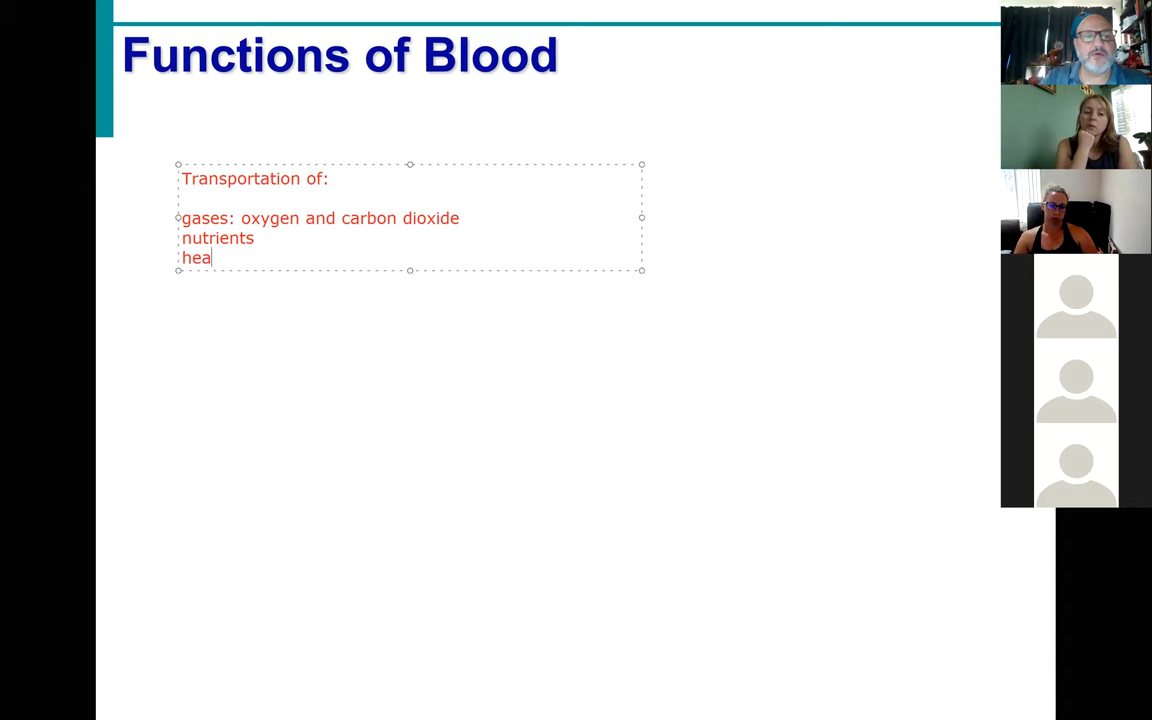 Functions of Blood
Transportation of:
gases: oxygen and carbon dioxide
nutrients
hea